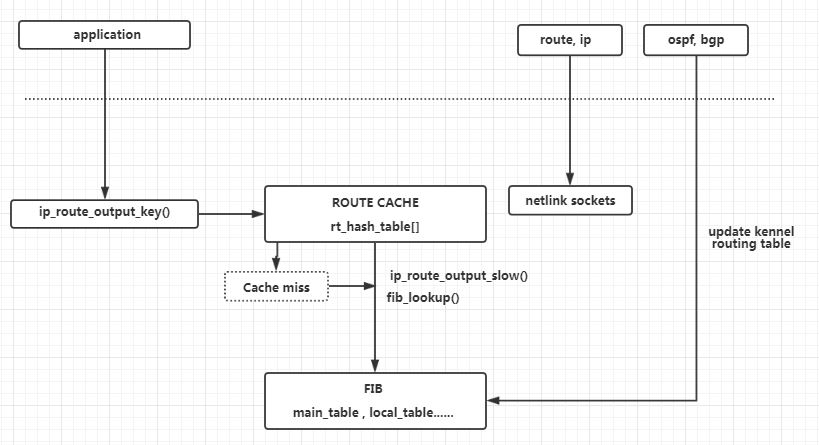 application
route, ip
ospf, bgp
ip_route_output_key()
ROUTE CACHE
rt_hash_table[]
netlink sockets
update kennel
routing table
Cache miss
ip_route_output_slow()
fib_lookup()
FIB
main_table , local_table......